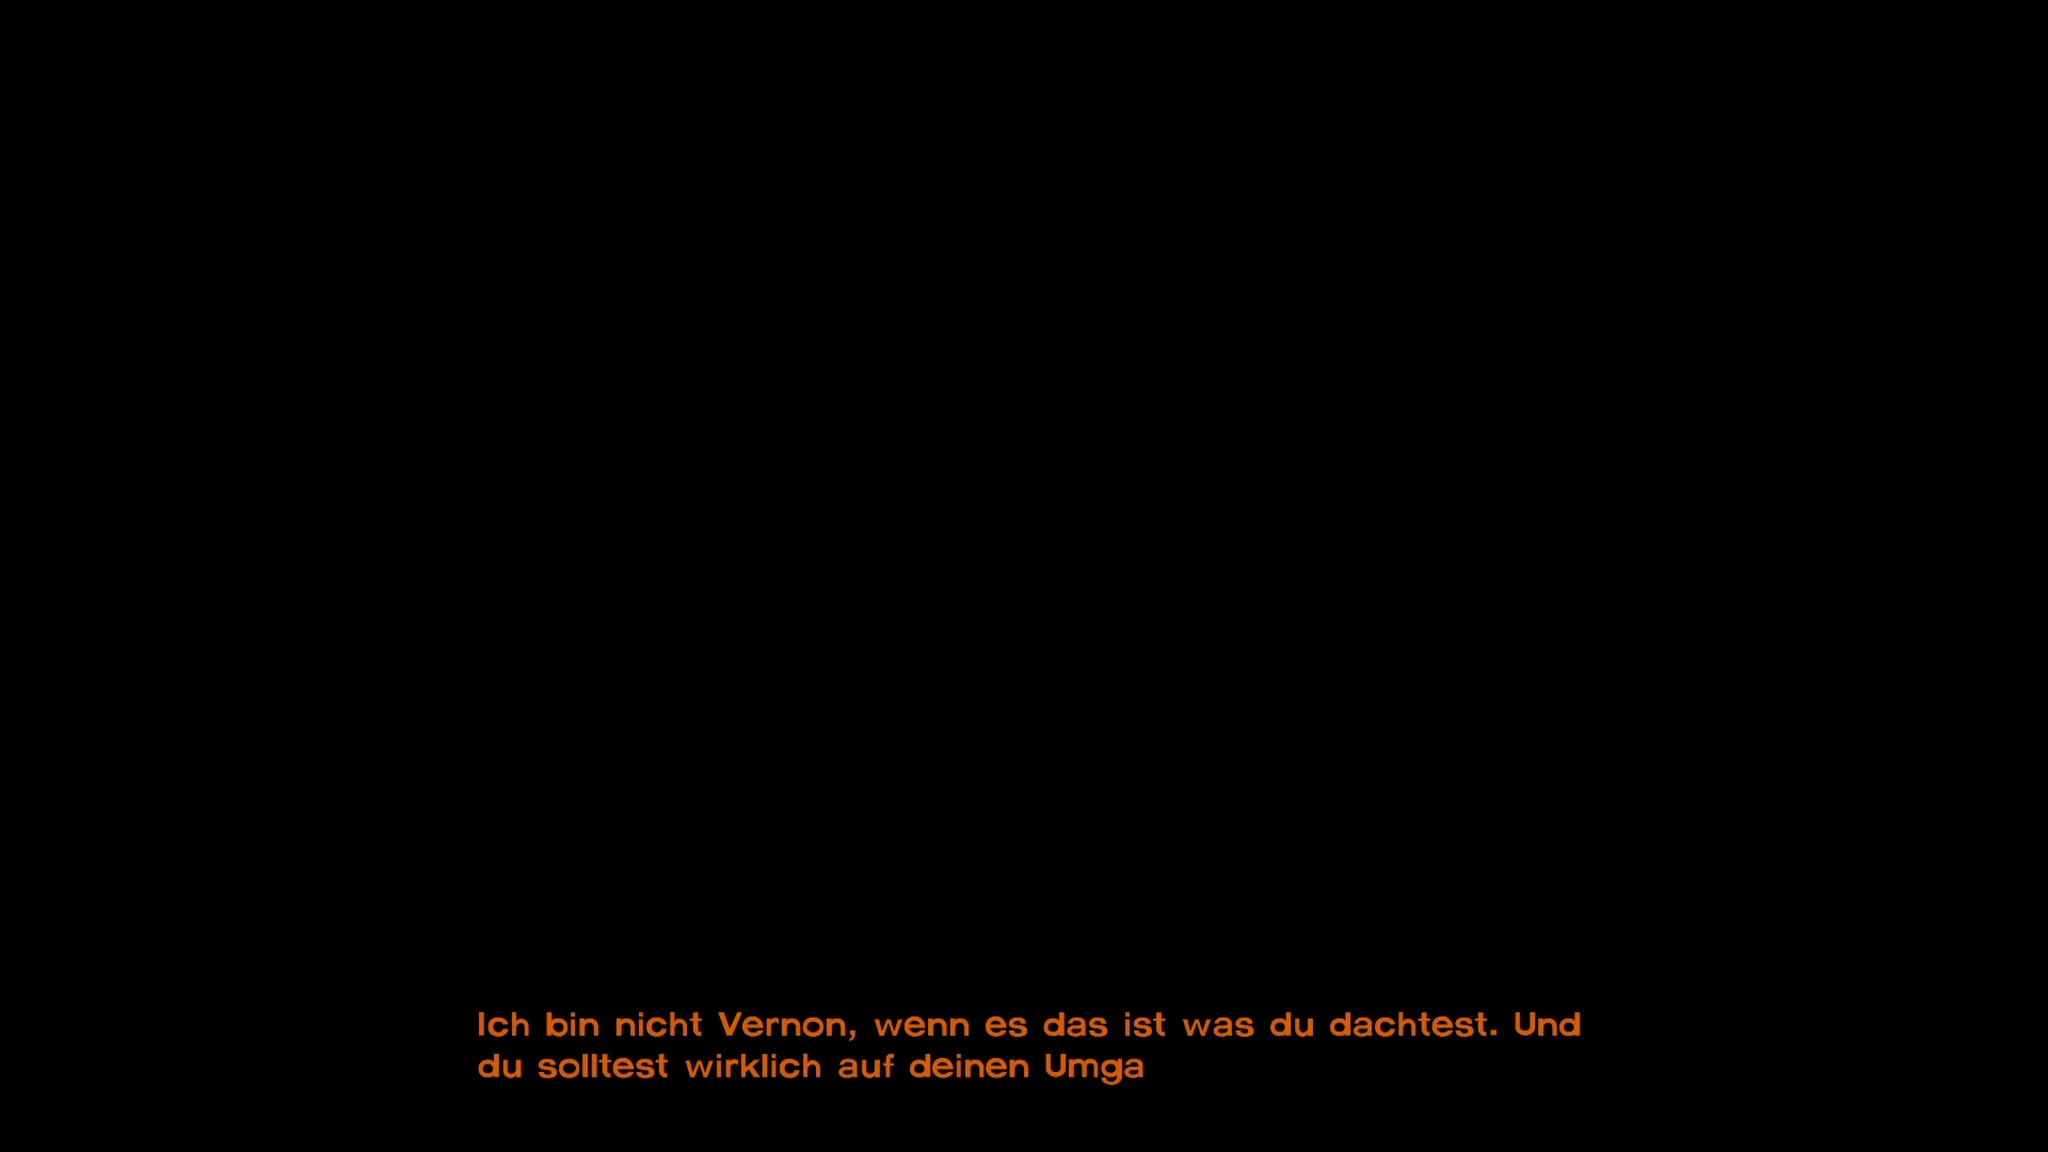 Ich bin nicht Vernon, wenn es das ist was du dachtest. Und
du solltest wirklich auf deinen Umga